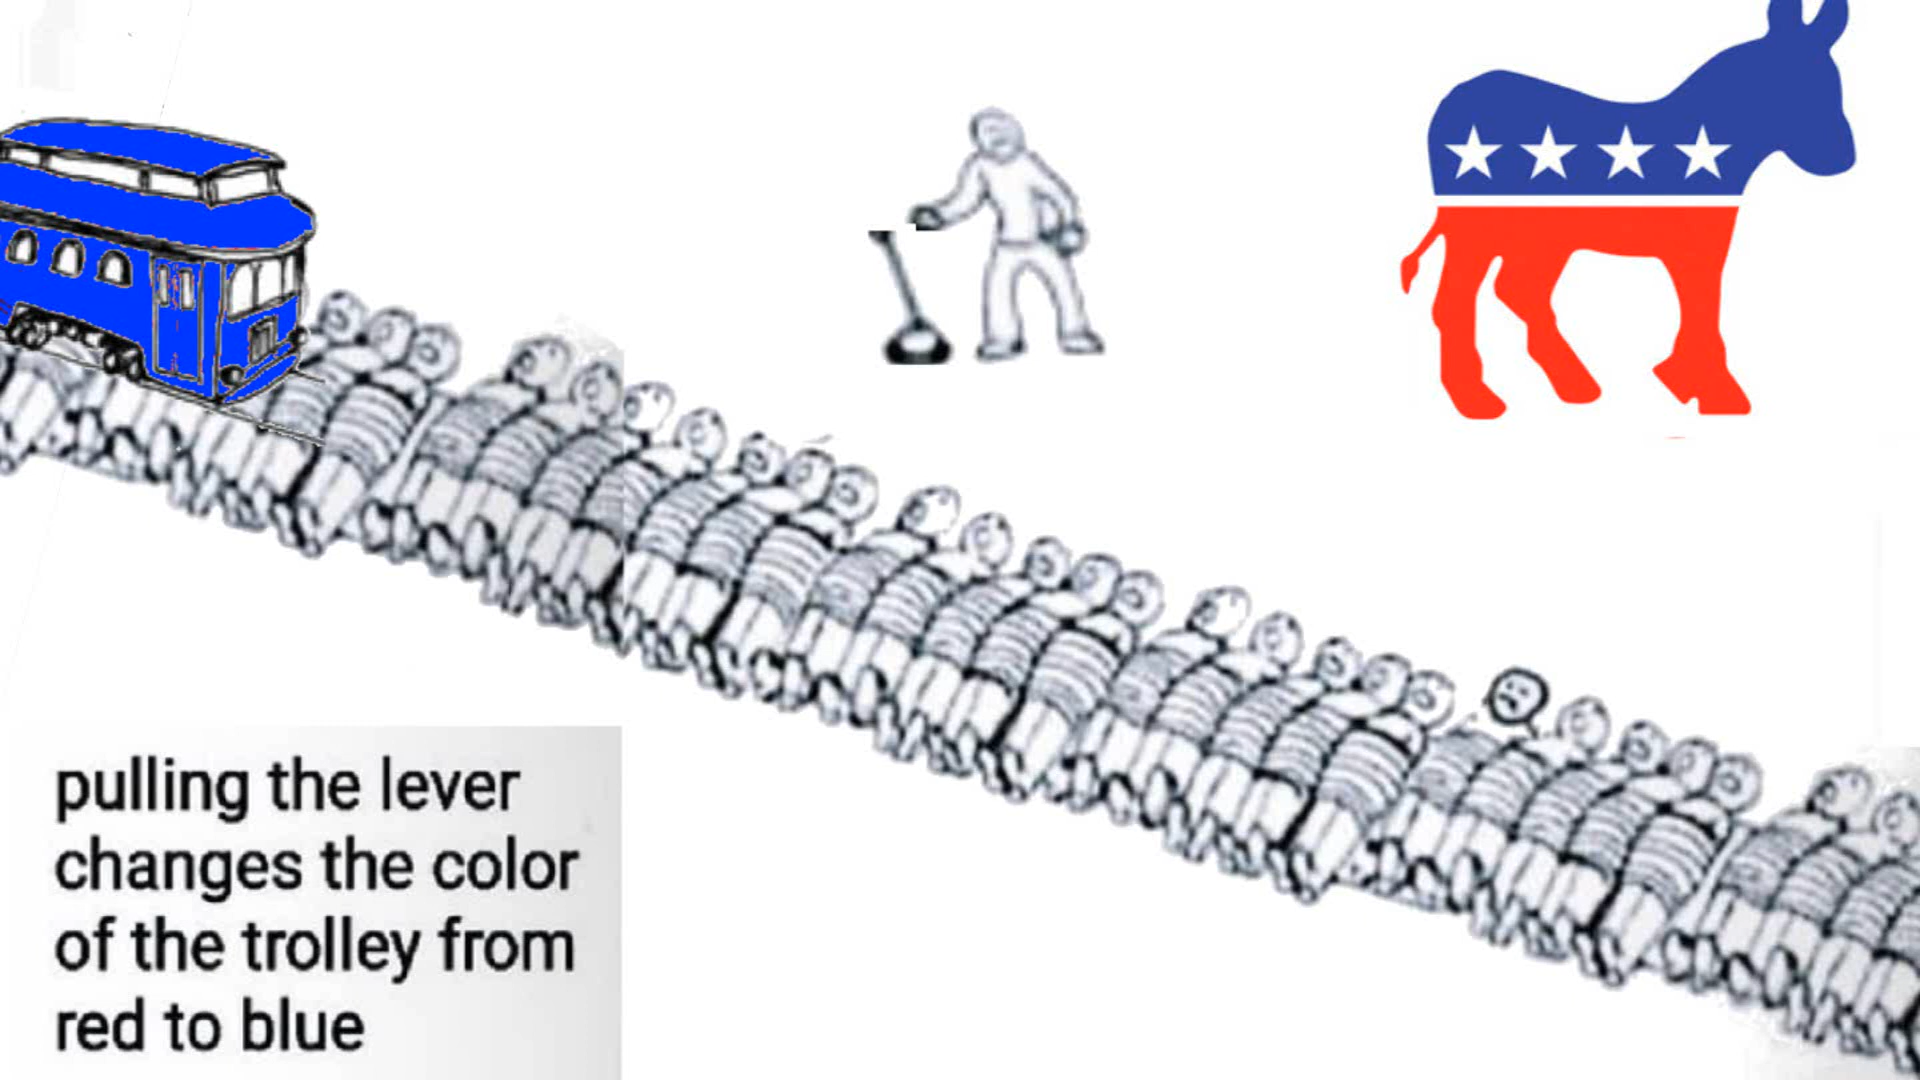 pulling the lever
changes the color
of the trolley from
red to blue